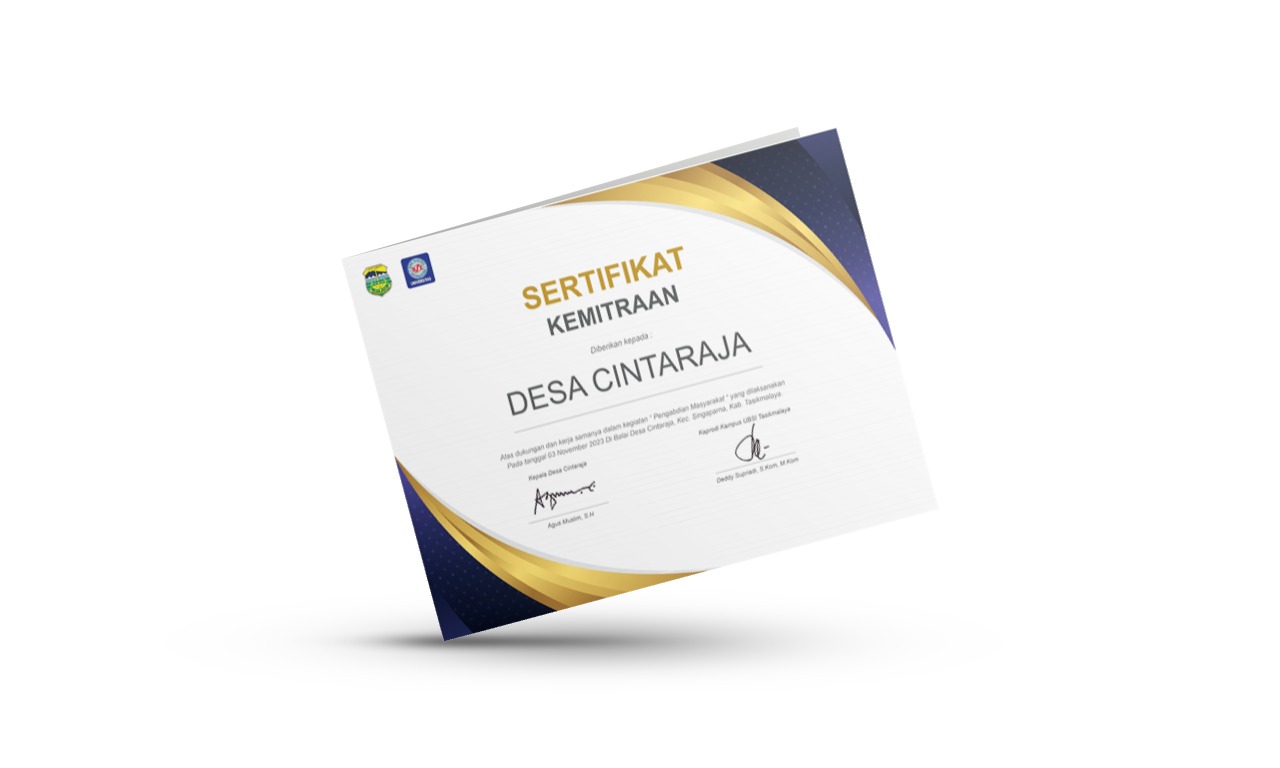 UNIVERSITAS
SERTIFIKAT
KEMITRAAN
Diberikan kepada :
DESA CINTARAJA
Atas dukungan dan kerja samanya dalam kegiatan " Pengabdian Masyarakat " yang dilaksanakan
Pada tanggal 03 November 2023 Di Balai Desa Cintaraja, Kec. Singaparna, Kab. Tasikmalaya.
Kepala Desa Cintaraja
Kaprodi Kampus UBSI Tasikmalaya
Agus Muslim, S.H
Deddy Supriadi, S.Kom, M.Kom